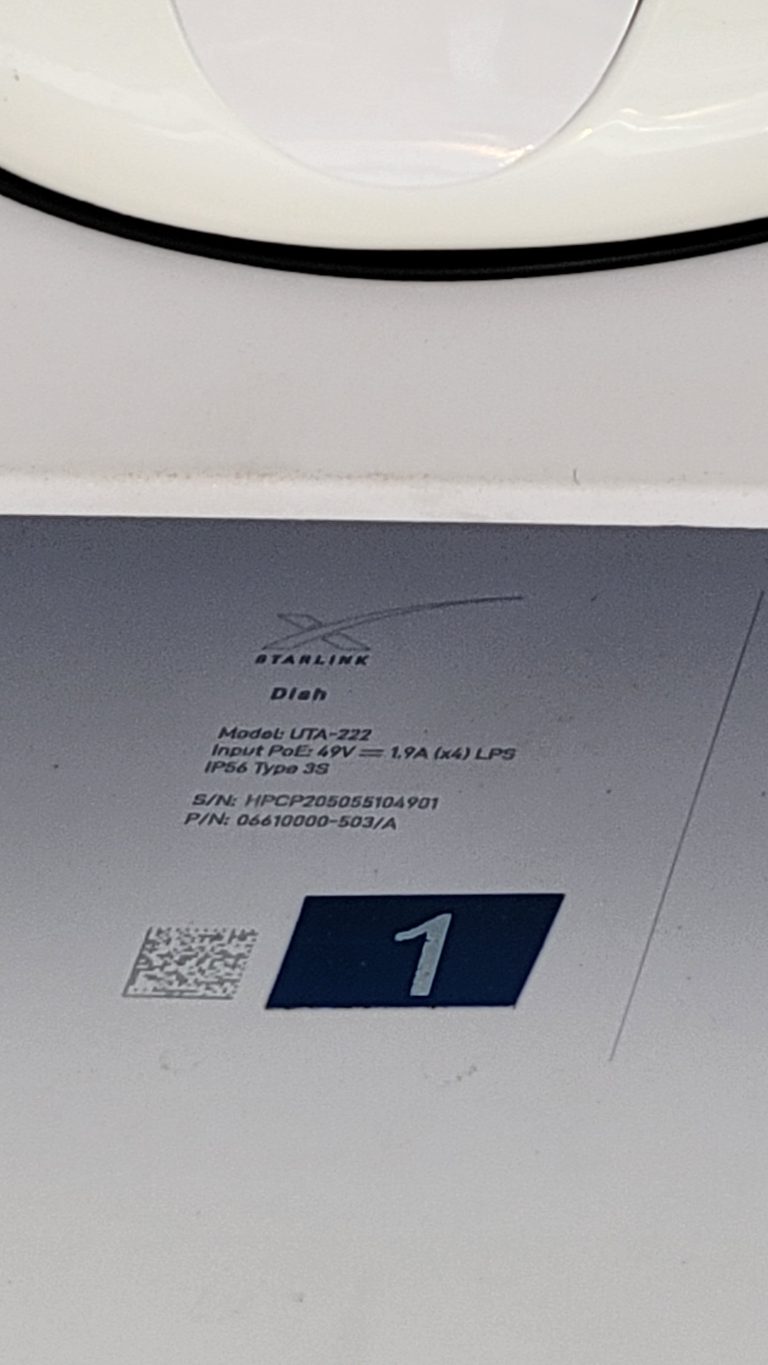 STARLINK
Dish
Model: UTA-222
Input PoE: 49V ⎓ 1.9A (x4) LPS
IP56 Type 3S
S/N: HPCP205055104901
P/N: 06610000-503/A
1